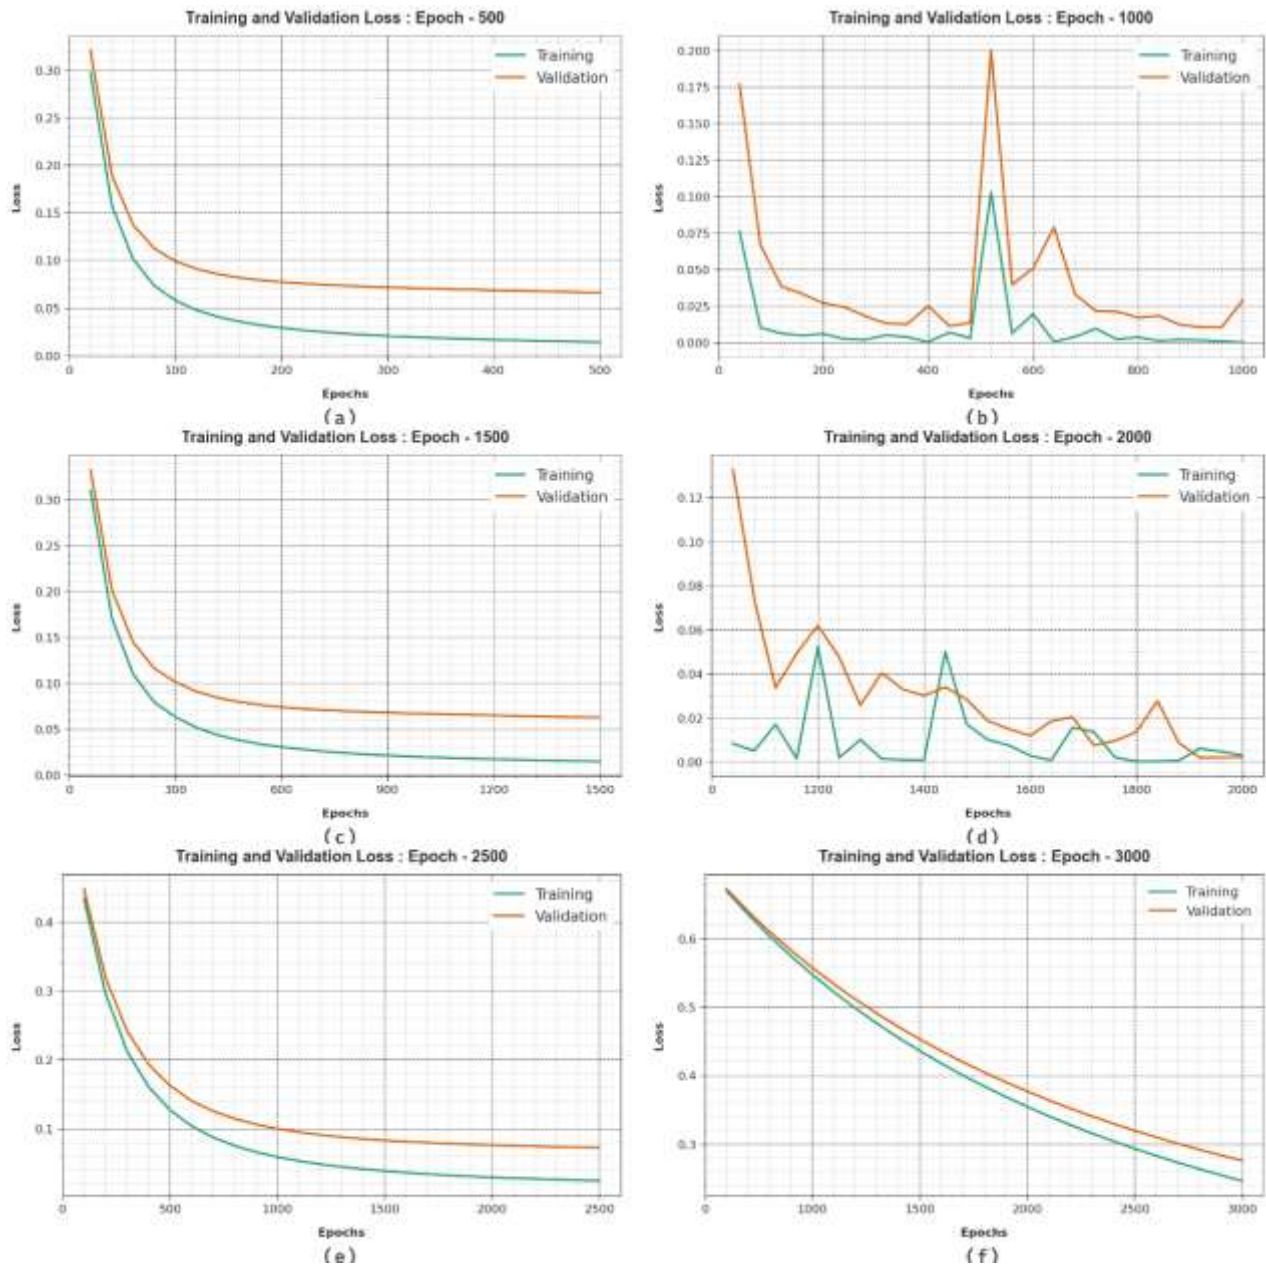 Training and Validation Loss : Epoch - 500
Training
Validation
0.30
0.25
0.20
0.15
0.10
0.05
0.00
Loss
0 100 200 300 400 500
Epochs
(a)
Training and Validation Loss : Epoch - 1000
Training
Validation
0.200
0.175
0.150
0.125
0.100
0.075
0.050
0.025
0.000
Loss
0 200 400 600 800 1000
Epochs
(b)
Training and Validation Loss : Epoch - 1500
Training
Validation
0.30
0.25
0.20
0.15
0.10
0.05
0.00
Loss
0 300 600 900 1200 1500
Epochs
(c)
Training and Validation Loss : Epoch - 2000
Training
Validation
0.12
0.10
0.08
0.06
0.04
0.02
0.00
Loss
0 1200 1400 1600 1800 2000
Epochs
(d)
Training and Validation Loss : Epoch - 2500
Training
Validation
0.4
0.3
0.2
0.1
Loss
0 500 1000 1500 2000 2500
Epochs
(e)
Training and Validation Loss : Epoch - 3000
Training
Validation
0.6
0.5
0.4
0.3
Loss
0 1000 1500 2000 2500 3000
Epochs
(f)